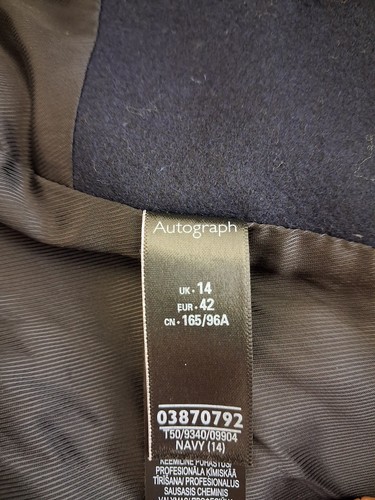 Autograph
UK • 14
EUR • 42
CN • 165/96A
03870792
T50/9340/09904
NAVY (14)
KEEMILINE PUHASTUS/
PROFESIONĀLA ĶĪMISKĀ
TĪRĪŠANA/ PROFESIONALUS
SAUSASIS CHEMINIS